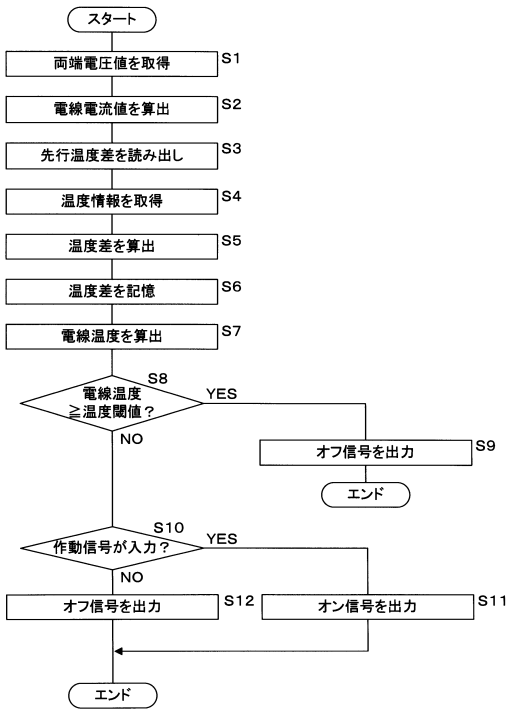 スタート
両端電圧値を取得
S1
電線電流値を算出
S2
先行温度差を読み出し
S3
温度情報を取得
S4
温度差を算出
S5
温度差を記憶
S6
電線温度を算出
S7
S8
電線温度
≧温度閾値？
YES
NO
オフ信号を出力
S9
エンド
S10
作動信号が入力？
YES
NO
オフ信号を出力
S12
オン信号を出力
S11
エンド